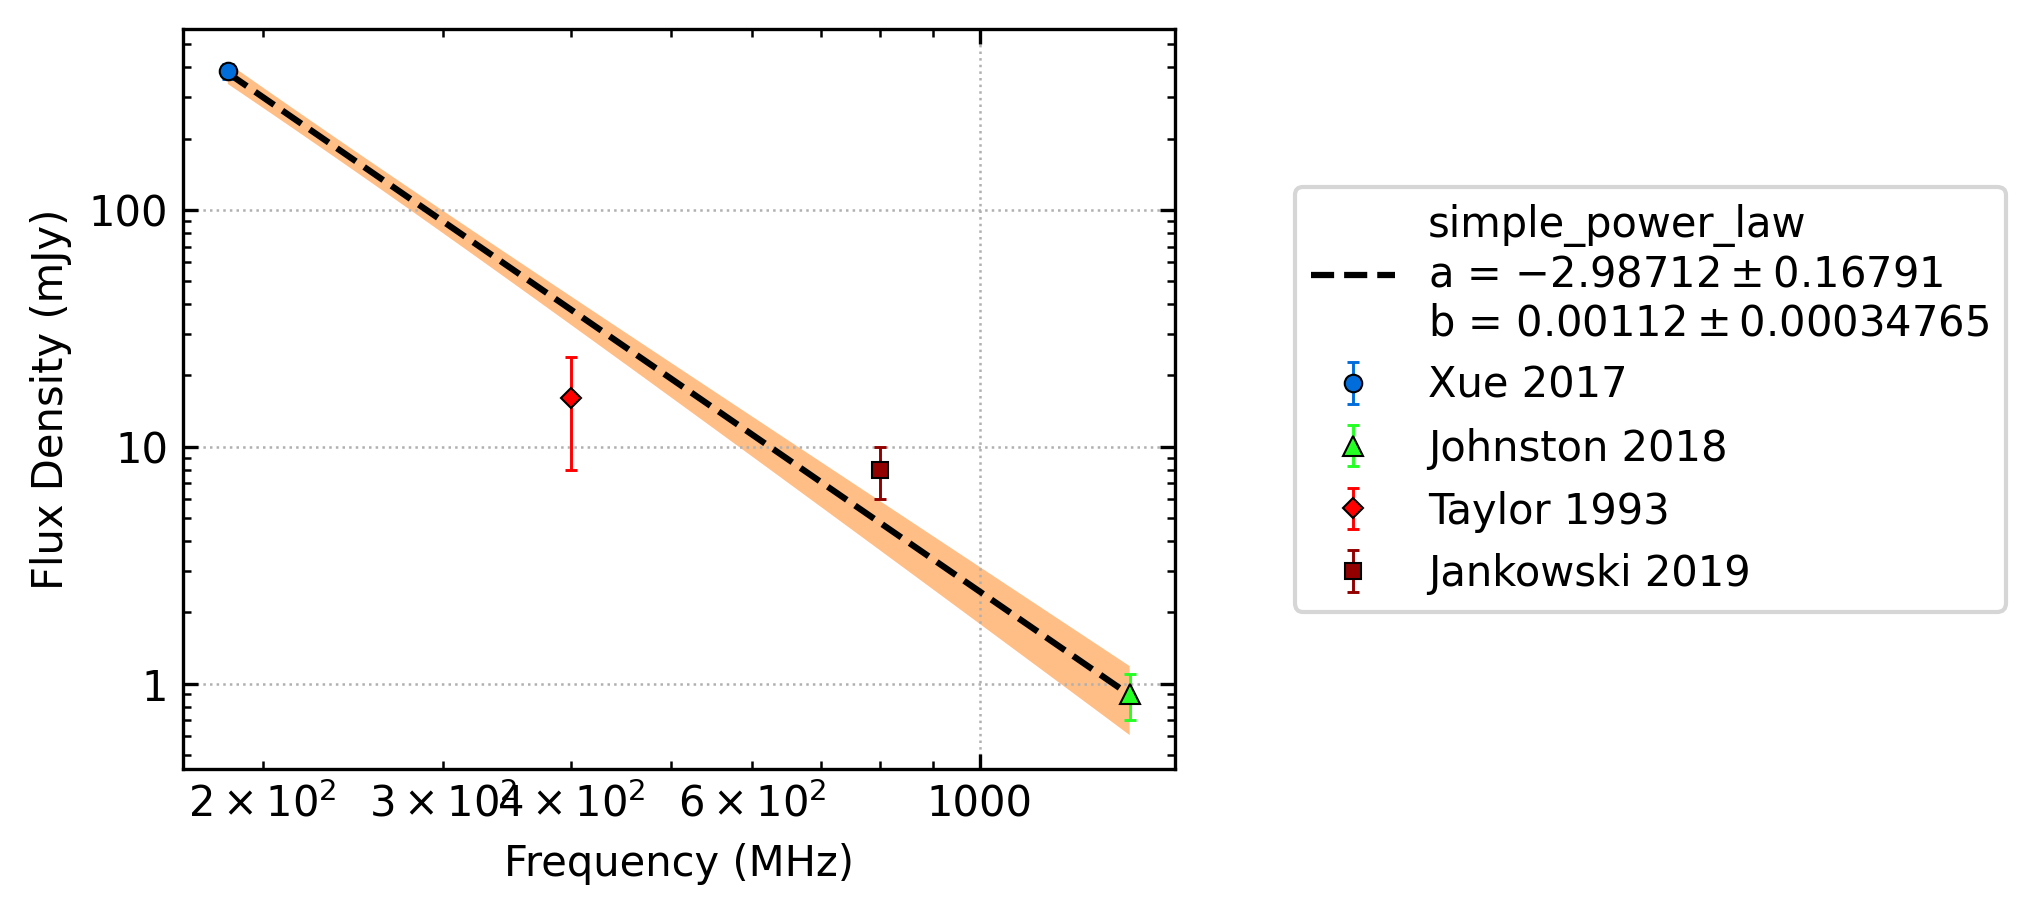 Flux Density (mJy)
100
10
1
2 × 10²
3 × 10²
4 × 10²
6 × 10²
1000
Frequency (MHz)
simple_power_law
a = −2.98712 ± 0.16791
b = 0.00112 ± 0.00034765
Xue 2017
Johnston 2018
Taylor 1993
Jankowski 2019